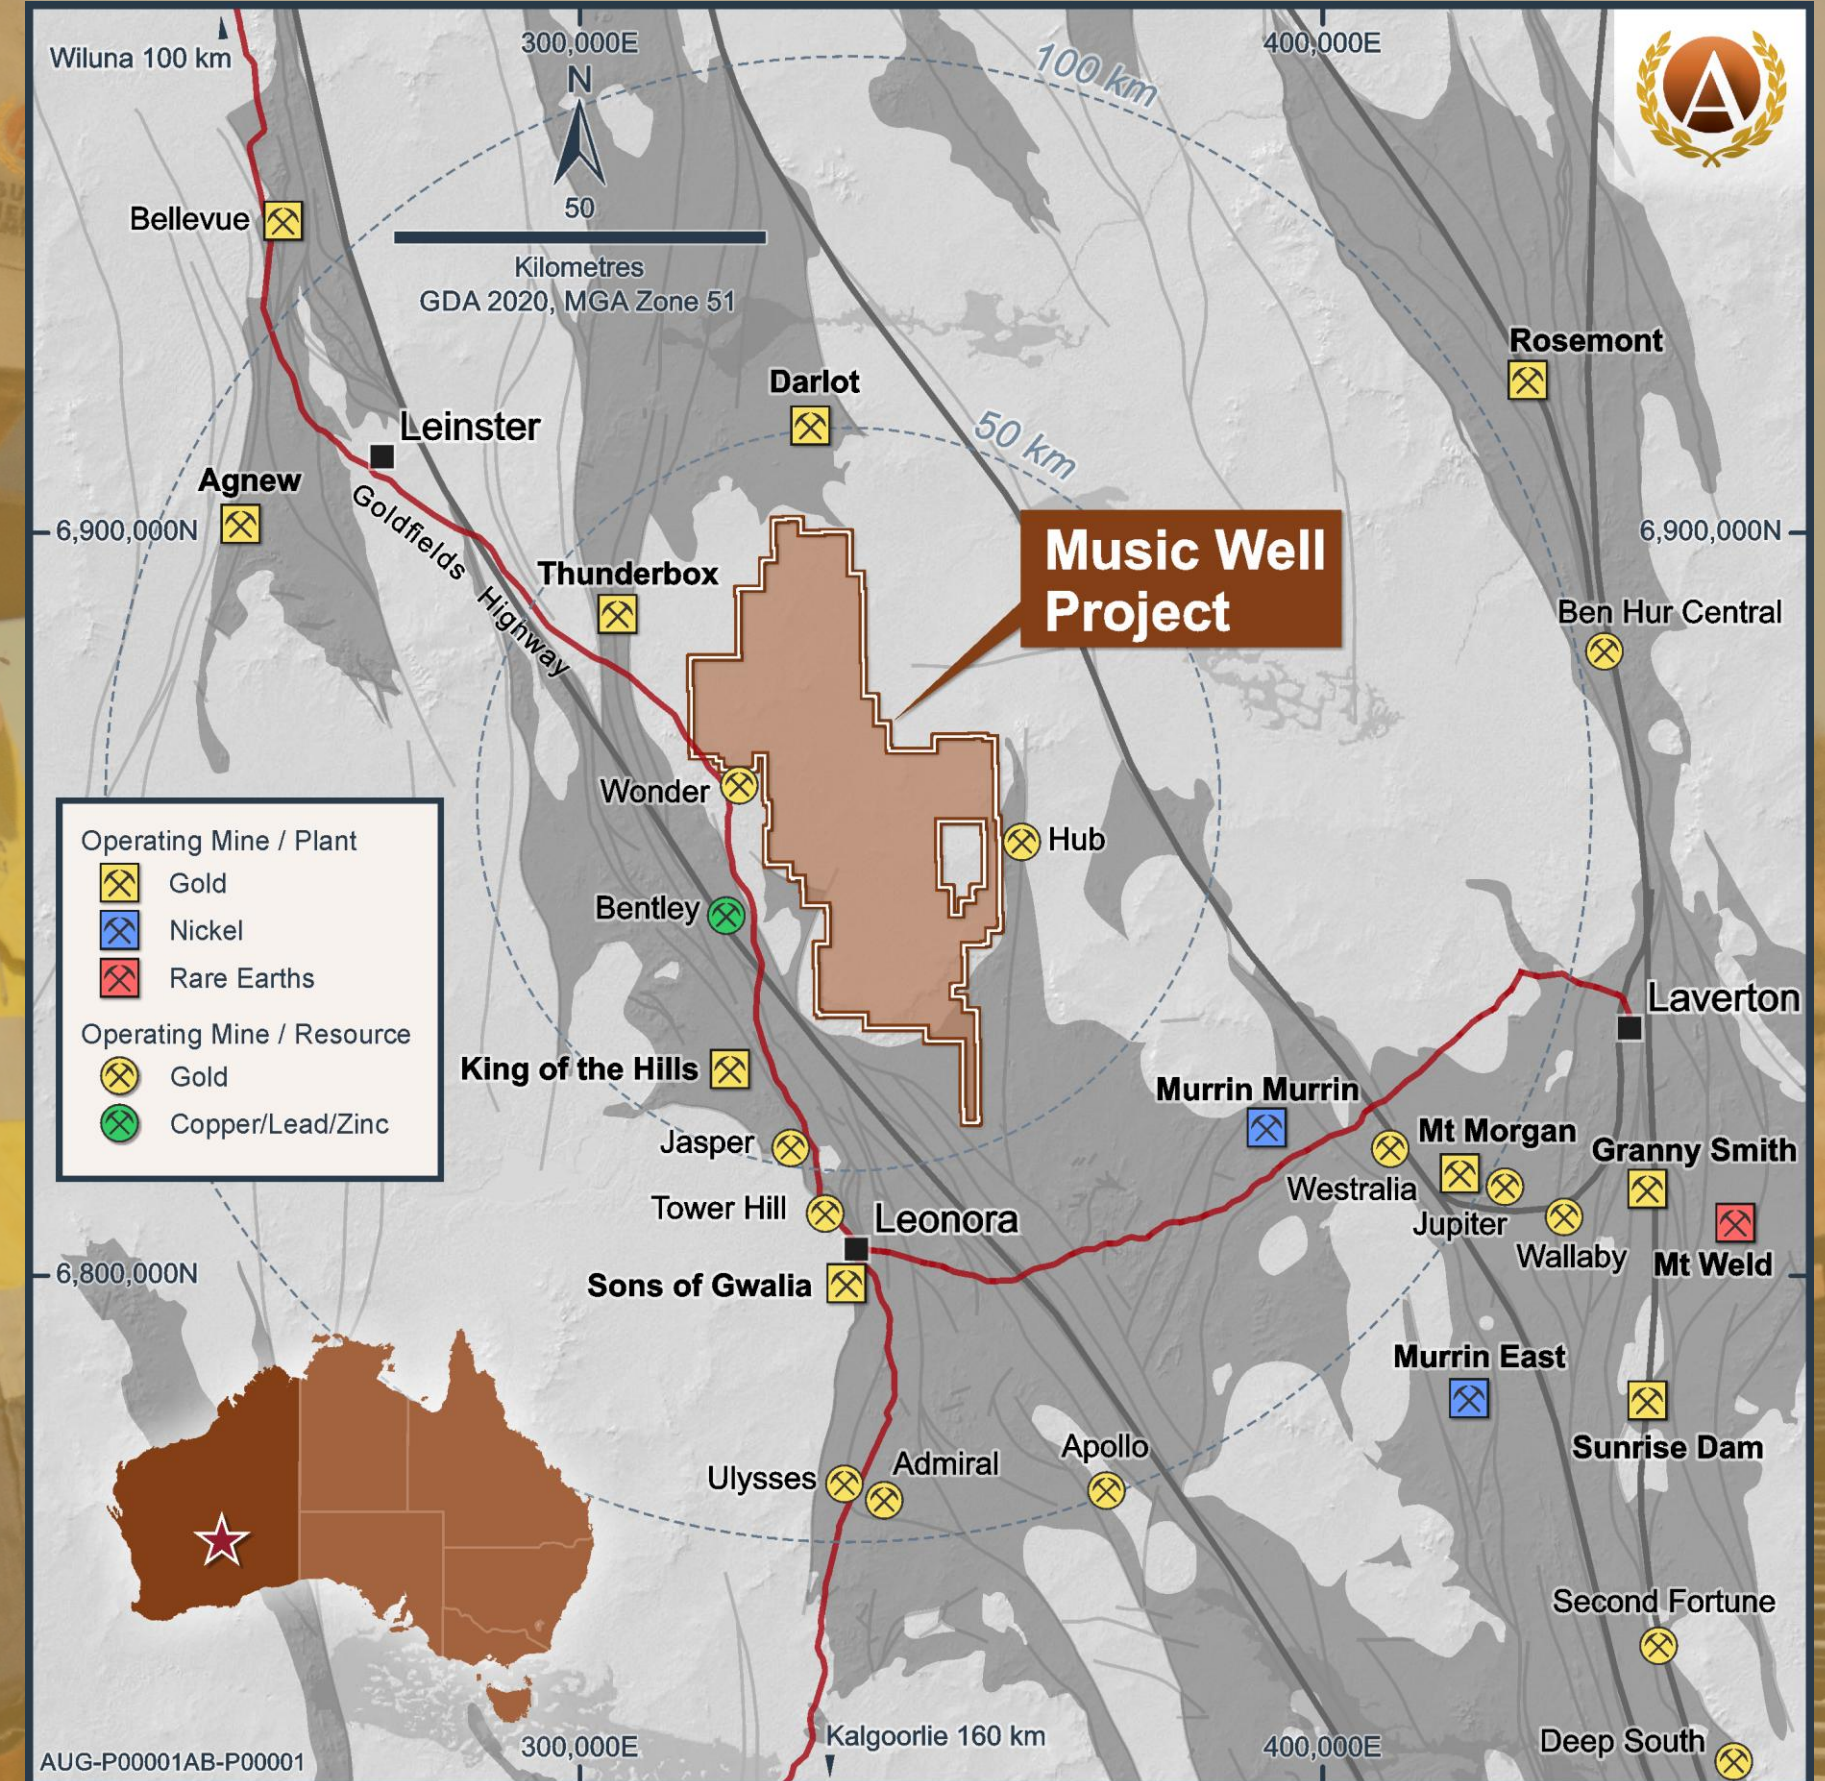 300,000E
400,000E
Wiluna 100 km
100 km
N
A
50
Kilometres
GDA 2020, MGA Zone 51
Bellevue
Rosemont
Darlot
Leinster
50 km
Agnew
Goldfields Highway
6,900,000N
6,900,000N
Thunderbox
Music Well
Project
Ben Hur Central
Wonder
Hub
Bentley
Operating Mine / Plant
Gold
Nickel
Rare Earths
Operating Mine / Resource
Gold
Copper/Lead/Zinc
Laverton
King of the Hills
Murrin Murrin
Jasper
Mt Morgan
Granny Smith
Westralia
Tower Hill
Leonora
Jupiter
Wallaby
Mt Weld
6,800,000N
Sons of Gwalia
Murrin East
Sunrise Dam
Apollo
Admiral
Ulysses
Second Fortune
Kalgoorlie 160 km
Deep South
300,000E
400,000E
AUG-P00001AB-P00001